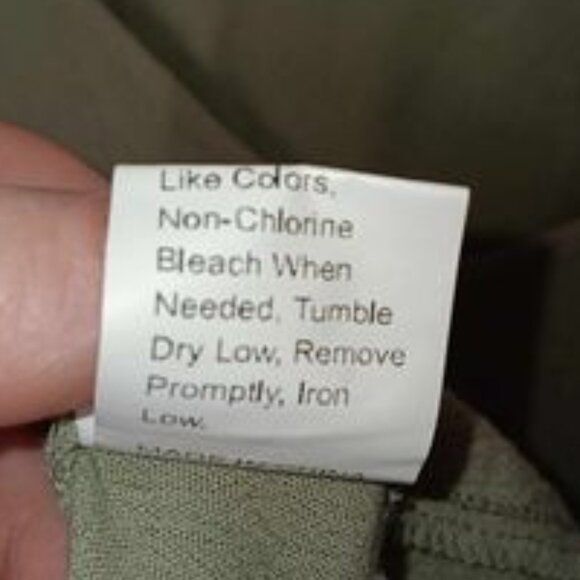 Like Colors,
Non-Chlorine
Bleach When
Needed, Tumble
Dry Low, Remove
Promptly, Iron
Low.